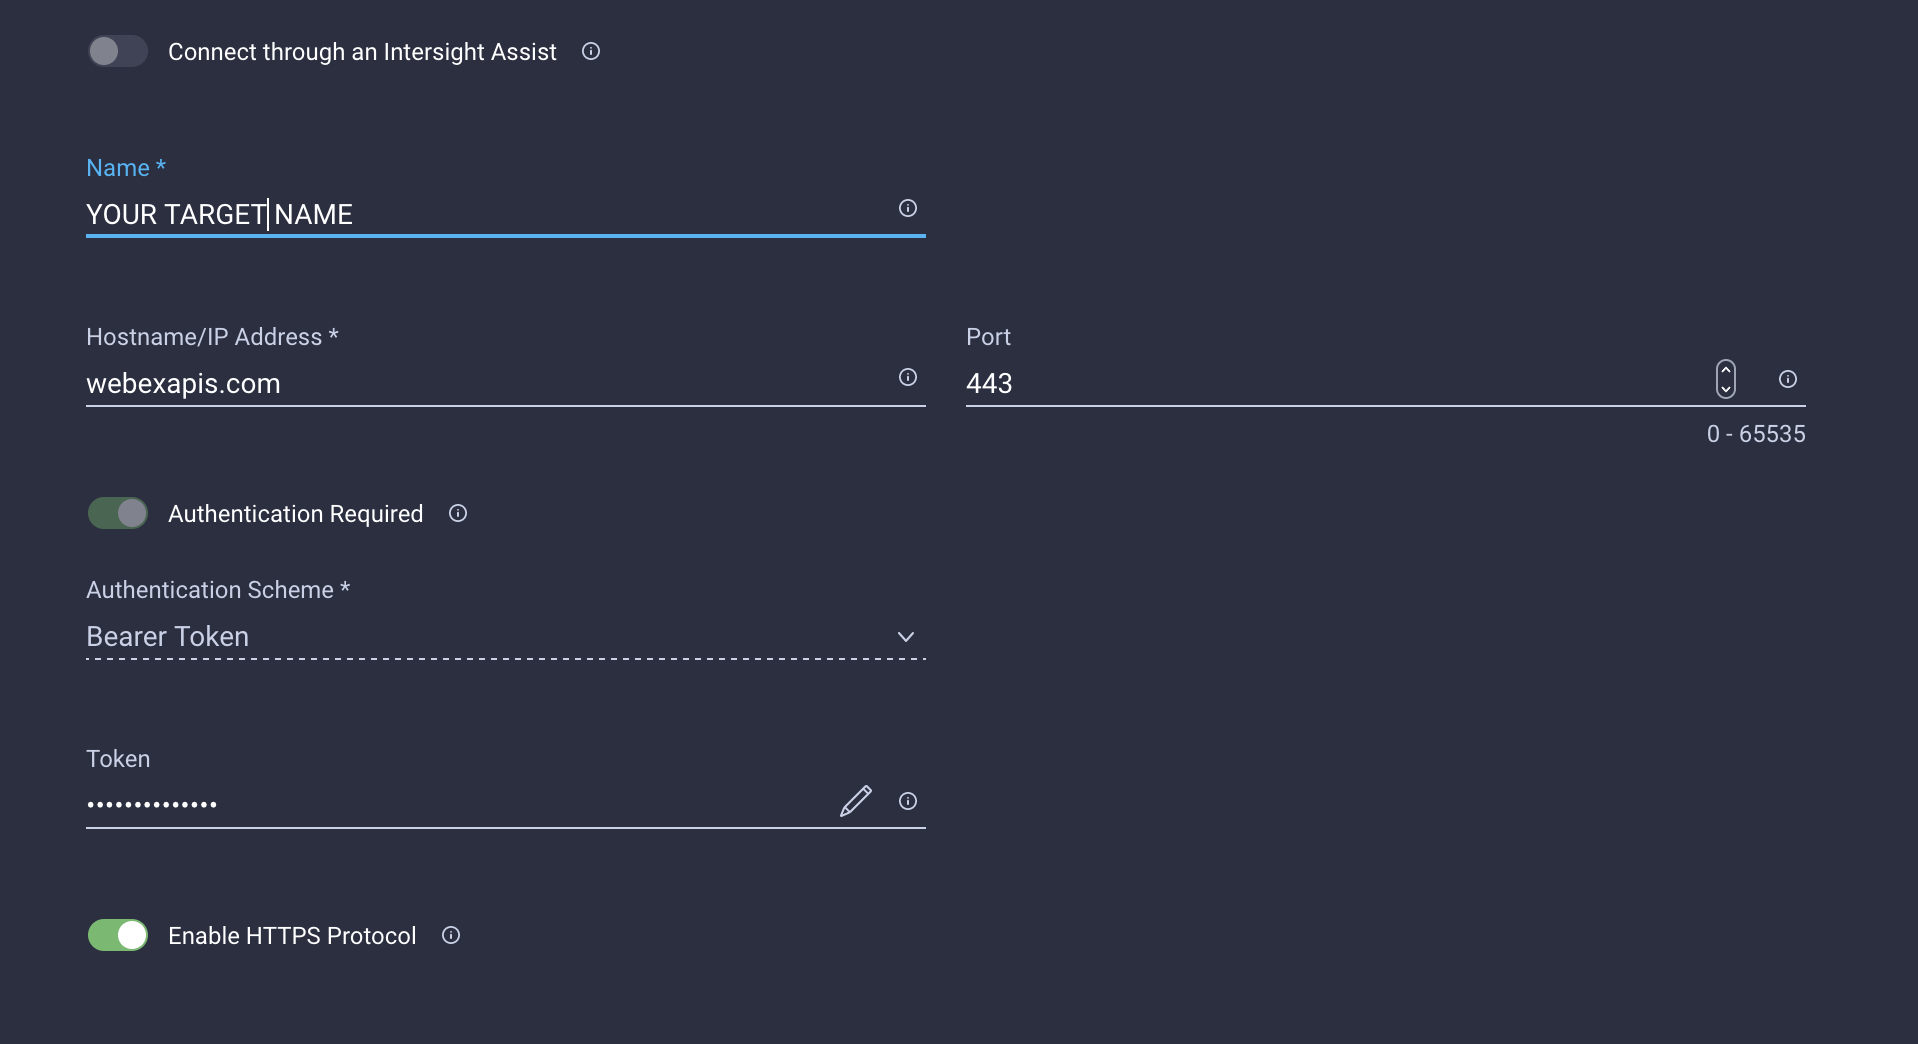 Connect through an Intersight Assist
Name *
YOUR TARGET NAME
Hostname/IP Address *
webexapis.com
Port
443
0 - 65535
Authentication Required
Authentication Scheme *
Bearer Token
Token
••••••••••••••
Enable HTTPS Protocol